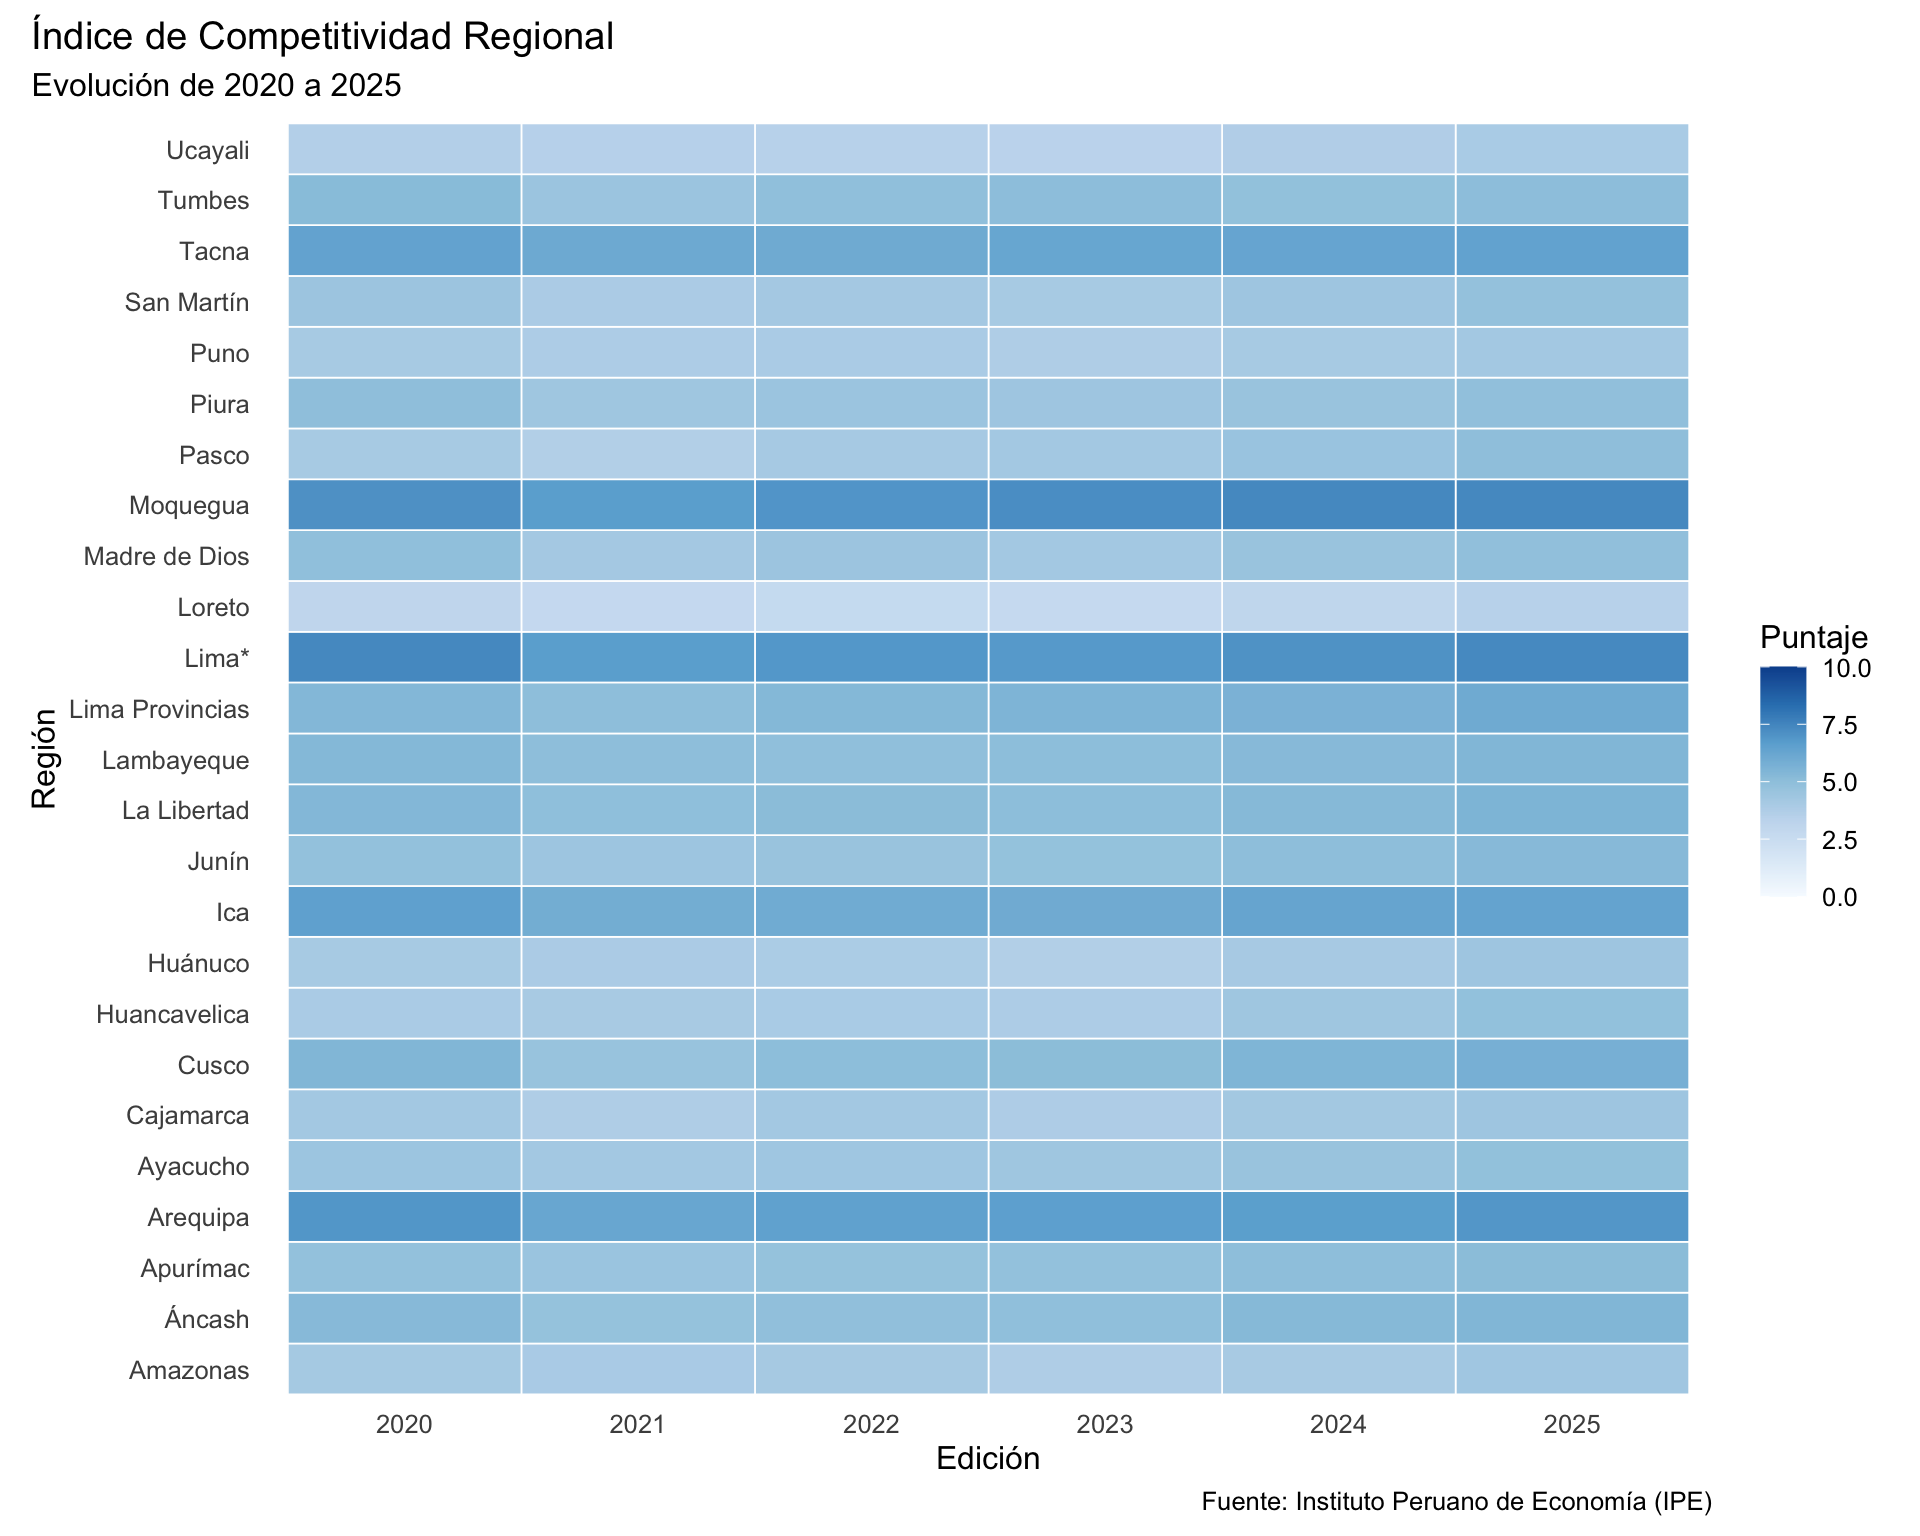 Índice de Competitividad Regional
Evolución de 2020 a 2025
Región
Ucayali
Tumbes
Tacna
San Martín
Puno
Piura
Pasco
Moquegua
Madre de Dios
Loreto
Lima*
Lima Provincias
Lambayeque
La Libertad
Junín
Ica
Huánuco
Huancavelica
Cusco
Cajamarca
Ayacucho
Arequipa
Apurímac
Áncash
Amazonas
2020 2021 2022 2023 2024 2025
Edición
Puntaje
10.0
7.5
5.0
2.5
0.0
Fuente: Instituto Peruano de Economía (IPE)